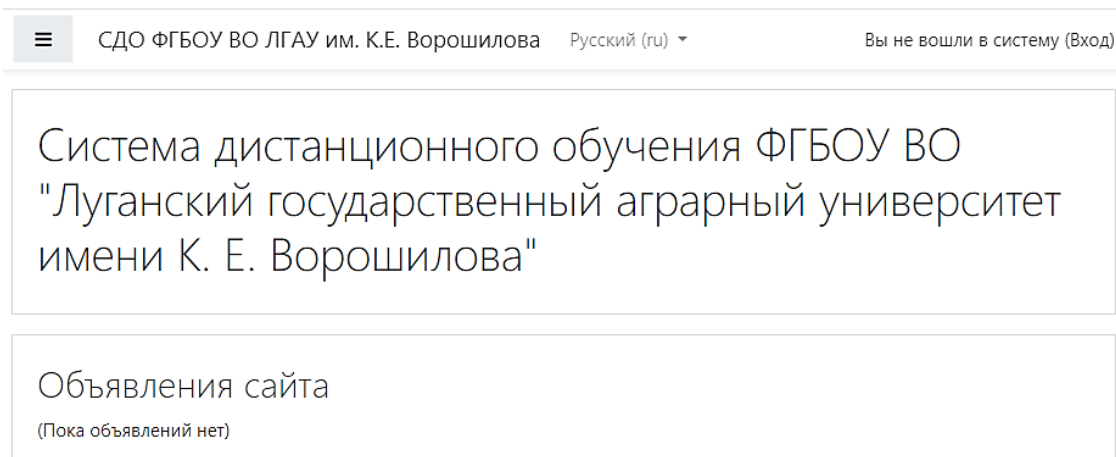 СДО ФГБОУ ВО ЛГАУ им. К.Е. Ворошилова Русский (ru) Вы не вошли в систему (Вход)
Система дистанционного обучения ФГБОУ ВО
"Луганский государственный аграрный университет
имени К. Е. Ворошилова"
Объявления сайта
(Пока объявлений нет)